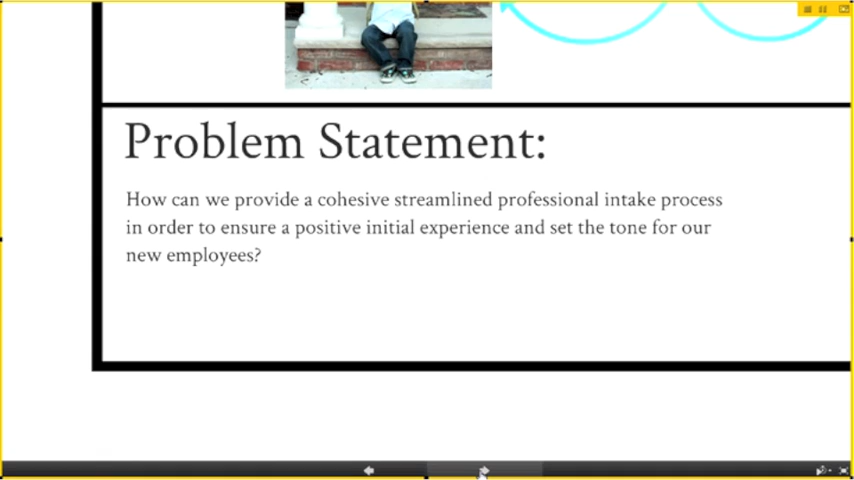 Problem Statement:
How can we provide a cohesive streamlined professional intake process
in order to ensure a positive initial experience and set the tone for our
new employees?